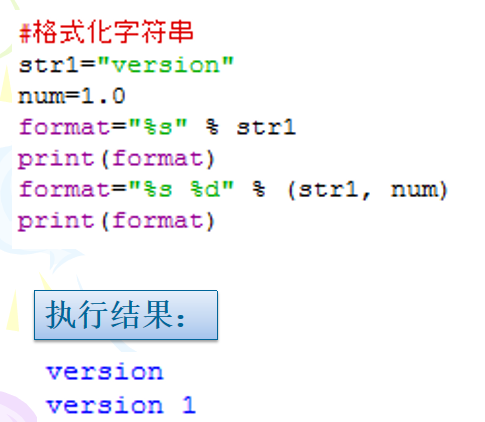 #格式化字符串
str1="version"
num=1.0
format="%s" % str1
print(format)
format="%s %d" % (str1, num)
print(format)
执行结果：
version
version 1